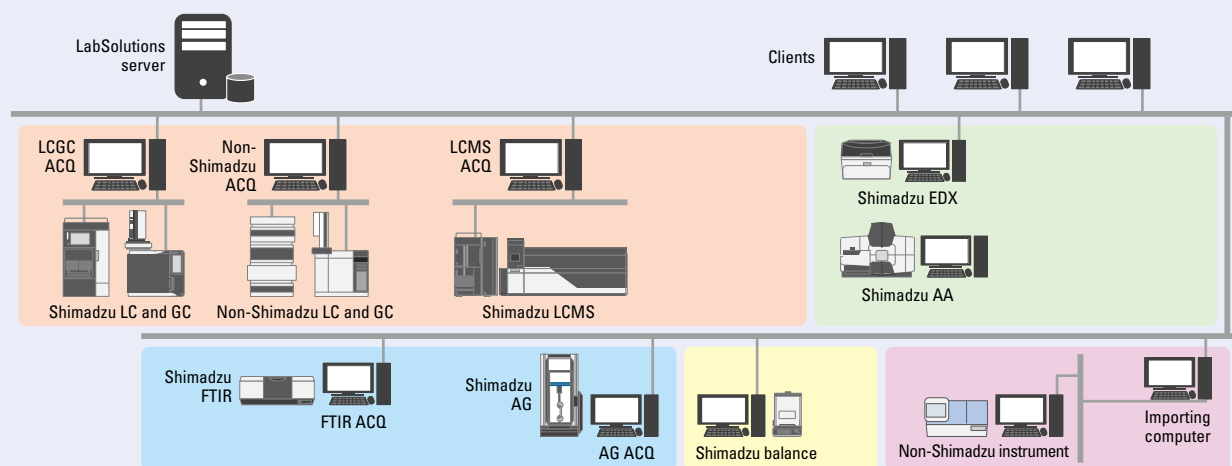 LabSolutions
server
Clients
LCGC
ACQ
Non-
Shimadzu
ACQ
LCMS
ACQ
Shimadzu EDX
Shimadzu AA
Shimadzu LC and GC
Non-Shimadzu LC and GC
Shimadzu LCMS
Shimadzu
FTIR
FTIR ACQ
Shimadzu
AG
AG ACQ
Shimadzu balance
Non-Shimadzu instrument
Importing
computer